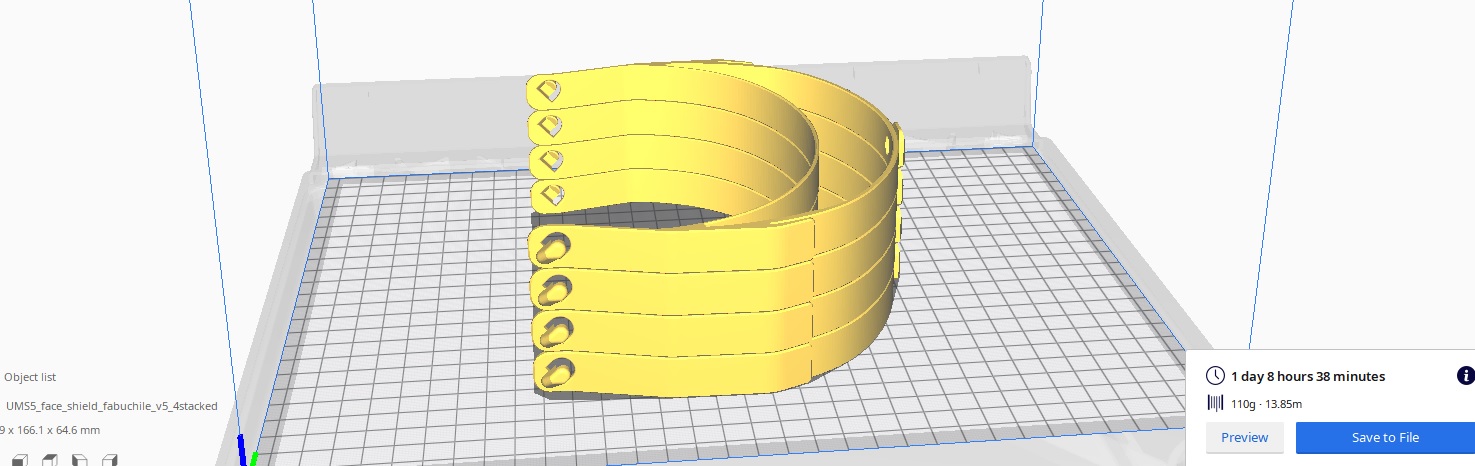 Object list
UMS5_face_shield_fabuchile_v5_4stacked
9 x 166.1 x 64.6 mm
1 day 8 hours 38 minutes
110g · 13.85m
Preview
Save to File